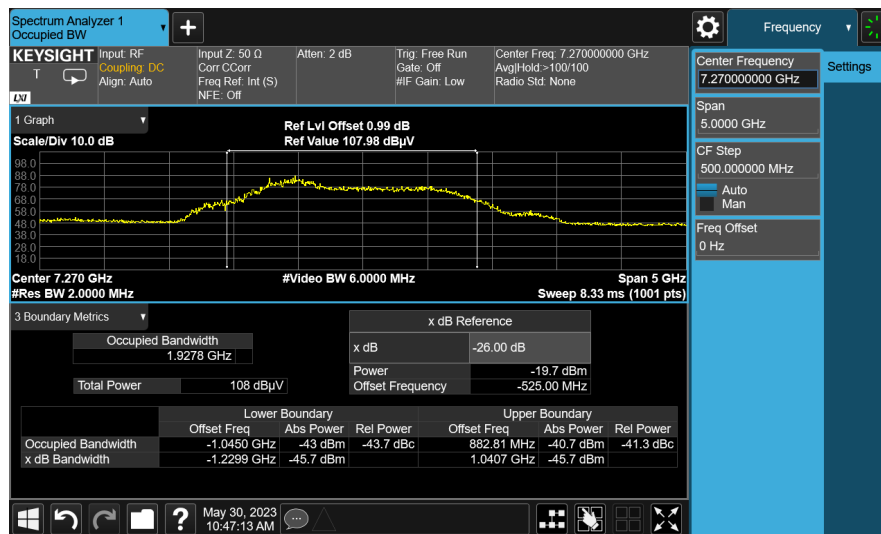 Spectrum Analyzer 1
Occupied BW
Frequency
KEYSIGHT
T
LXI
Input: RF
Coupling: DC
Align: Auto
Input Z: 50 Ω
Corr CCorr
Freq Ref: Int (S)
NFE: Off
Atten: 2 dB
Trig: Free Run
Gate: Off
#IF Gain: Low
Center Freq: 7.270000000 GHz
Avg|Hold:>100/100
Radio Std: None
Center Frequency
7.270000000 GHz
Settings
Span
5.0000 GHz
CF Step
500.000000 MHz
Auto
Man
Freq Offset
0 Hz
1 Graph
Scale/Div 10.0 dB
Ref Lvl Offset 0.99 dB
Ref Value 107.98 dBµV
98.0
88.0
78.0
68.0
58.0
48.0
38.0
28.0
18.0
Center 7.270 GHz
#Video BW 6.0000 MHz
Span 5 GHz
#Res BW 2.0000 MHz
Sweep 8.33 ms (1001 pts)
3 Boundary Metrics
Occupied Bandwidth
1.9278 GHz
Total Power 108 dBµV
x dB Reference
x dB -26.00 dB
Power -19.7 dBm
Offset Frequency -525.00 MHz
Lower Boundary Upper Boundary
Offset Freq Abs Power Rel Power Offset Freq Abs Power Rel Power
Occupied Bandwidth -1.0450 GHz -43 dBm -43.7 dBc 882.81 MHz -40.7 dBm -41.3 dBc
x dB Bandwidth -1.2299 GHz -45.7 dBm 1.0407 GHz -45.7 dBm
?
May 30, 2023
10:47:13 AM